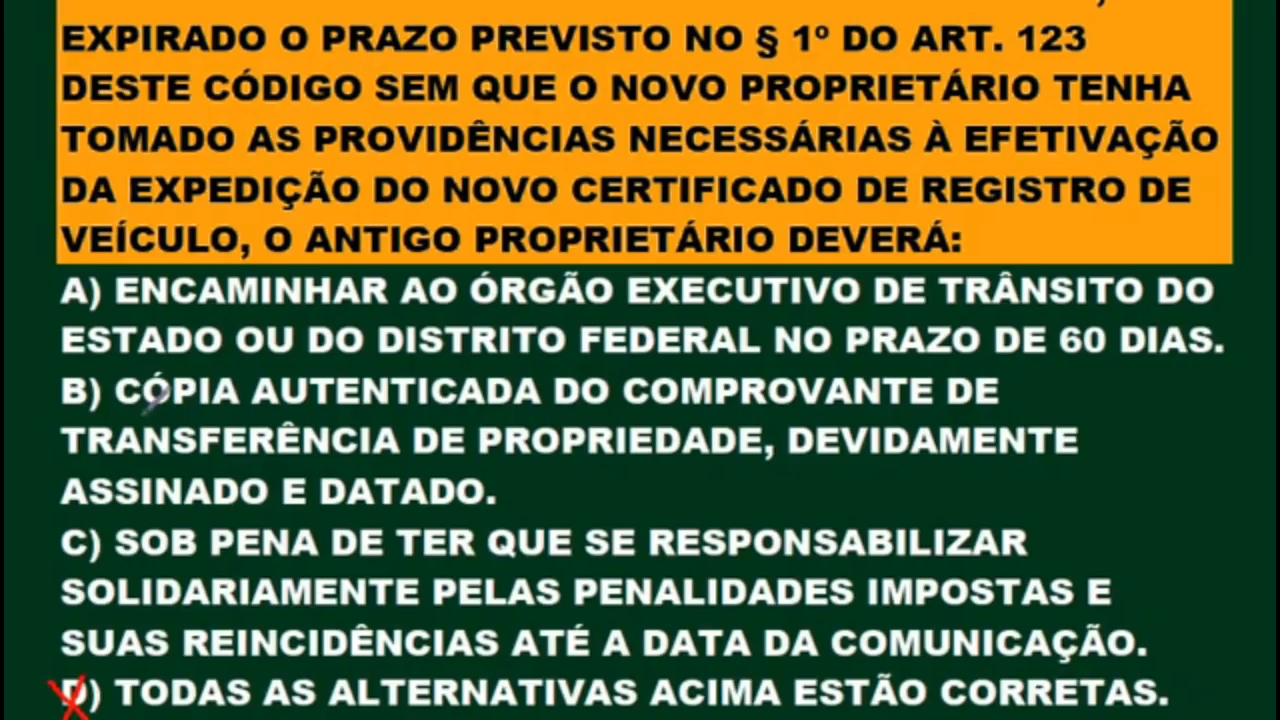 EXPIRADO O PRAZO PREVISTO NO § 1º DO ART. 123
DESTE CÓDIGO SEM QUE O NOVO PROPRIETÁRIO TENHA
TOMADO AS PROVIDÊNCIAS NECESSÁRIAS À EFETIVAÇÃO
DA EXPEDIÇÃO DO NOVO CERTIFICADO DE REGISTRO DE
VEÍCULO, O ANTIGO PROPRIETÁRIO DEVERÁ:
A) ENCAMINHAR AO ÓRGÃO EXECUTIVO DE TRÂNSITO DO
ESTADO OU DO DISTRITO FEDERAL NO PRAZO DE 60 DIAS.
B) CÓPIA AUTENTICADA DO COMPROVANTE DE
TRANSFERÊNCIA DE PROPRIEDADE, DEVIDAMENTE
ASSINADO E DATADO.
C) SOB PENA DE TER QUE SE RESPONSABILIZAR
SOLIDARIAMENTE PELAS PENALIDADES IMPOSTAS E
SUAS REINCIDÊNCIAS ATÉ A DATA DA COMUNICAÇÃO.
D) TODAS AS ALTERNATIVAS ACIMA ESTÃO CORRETAS.